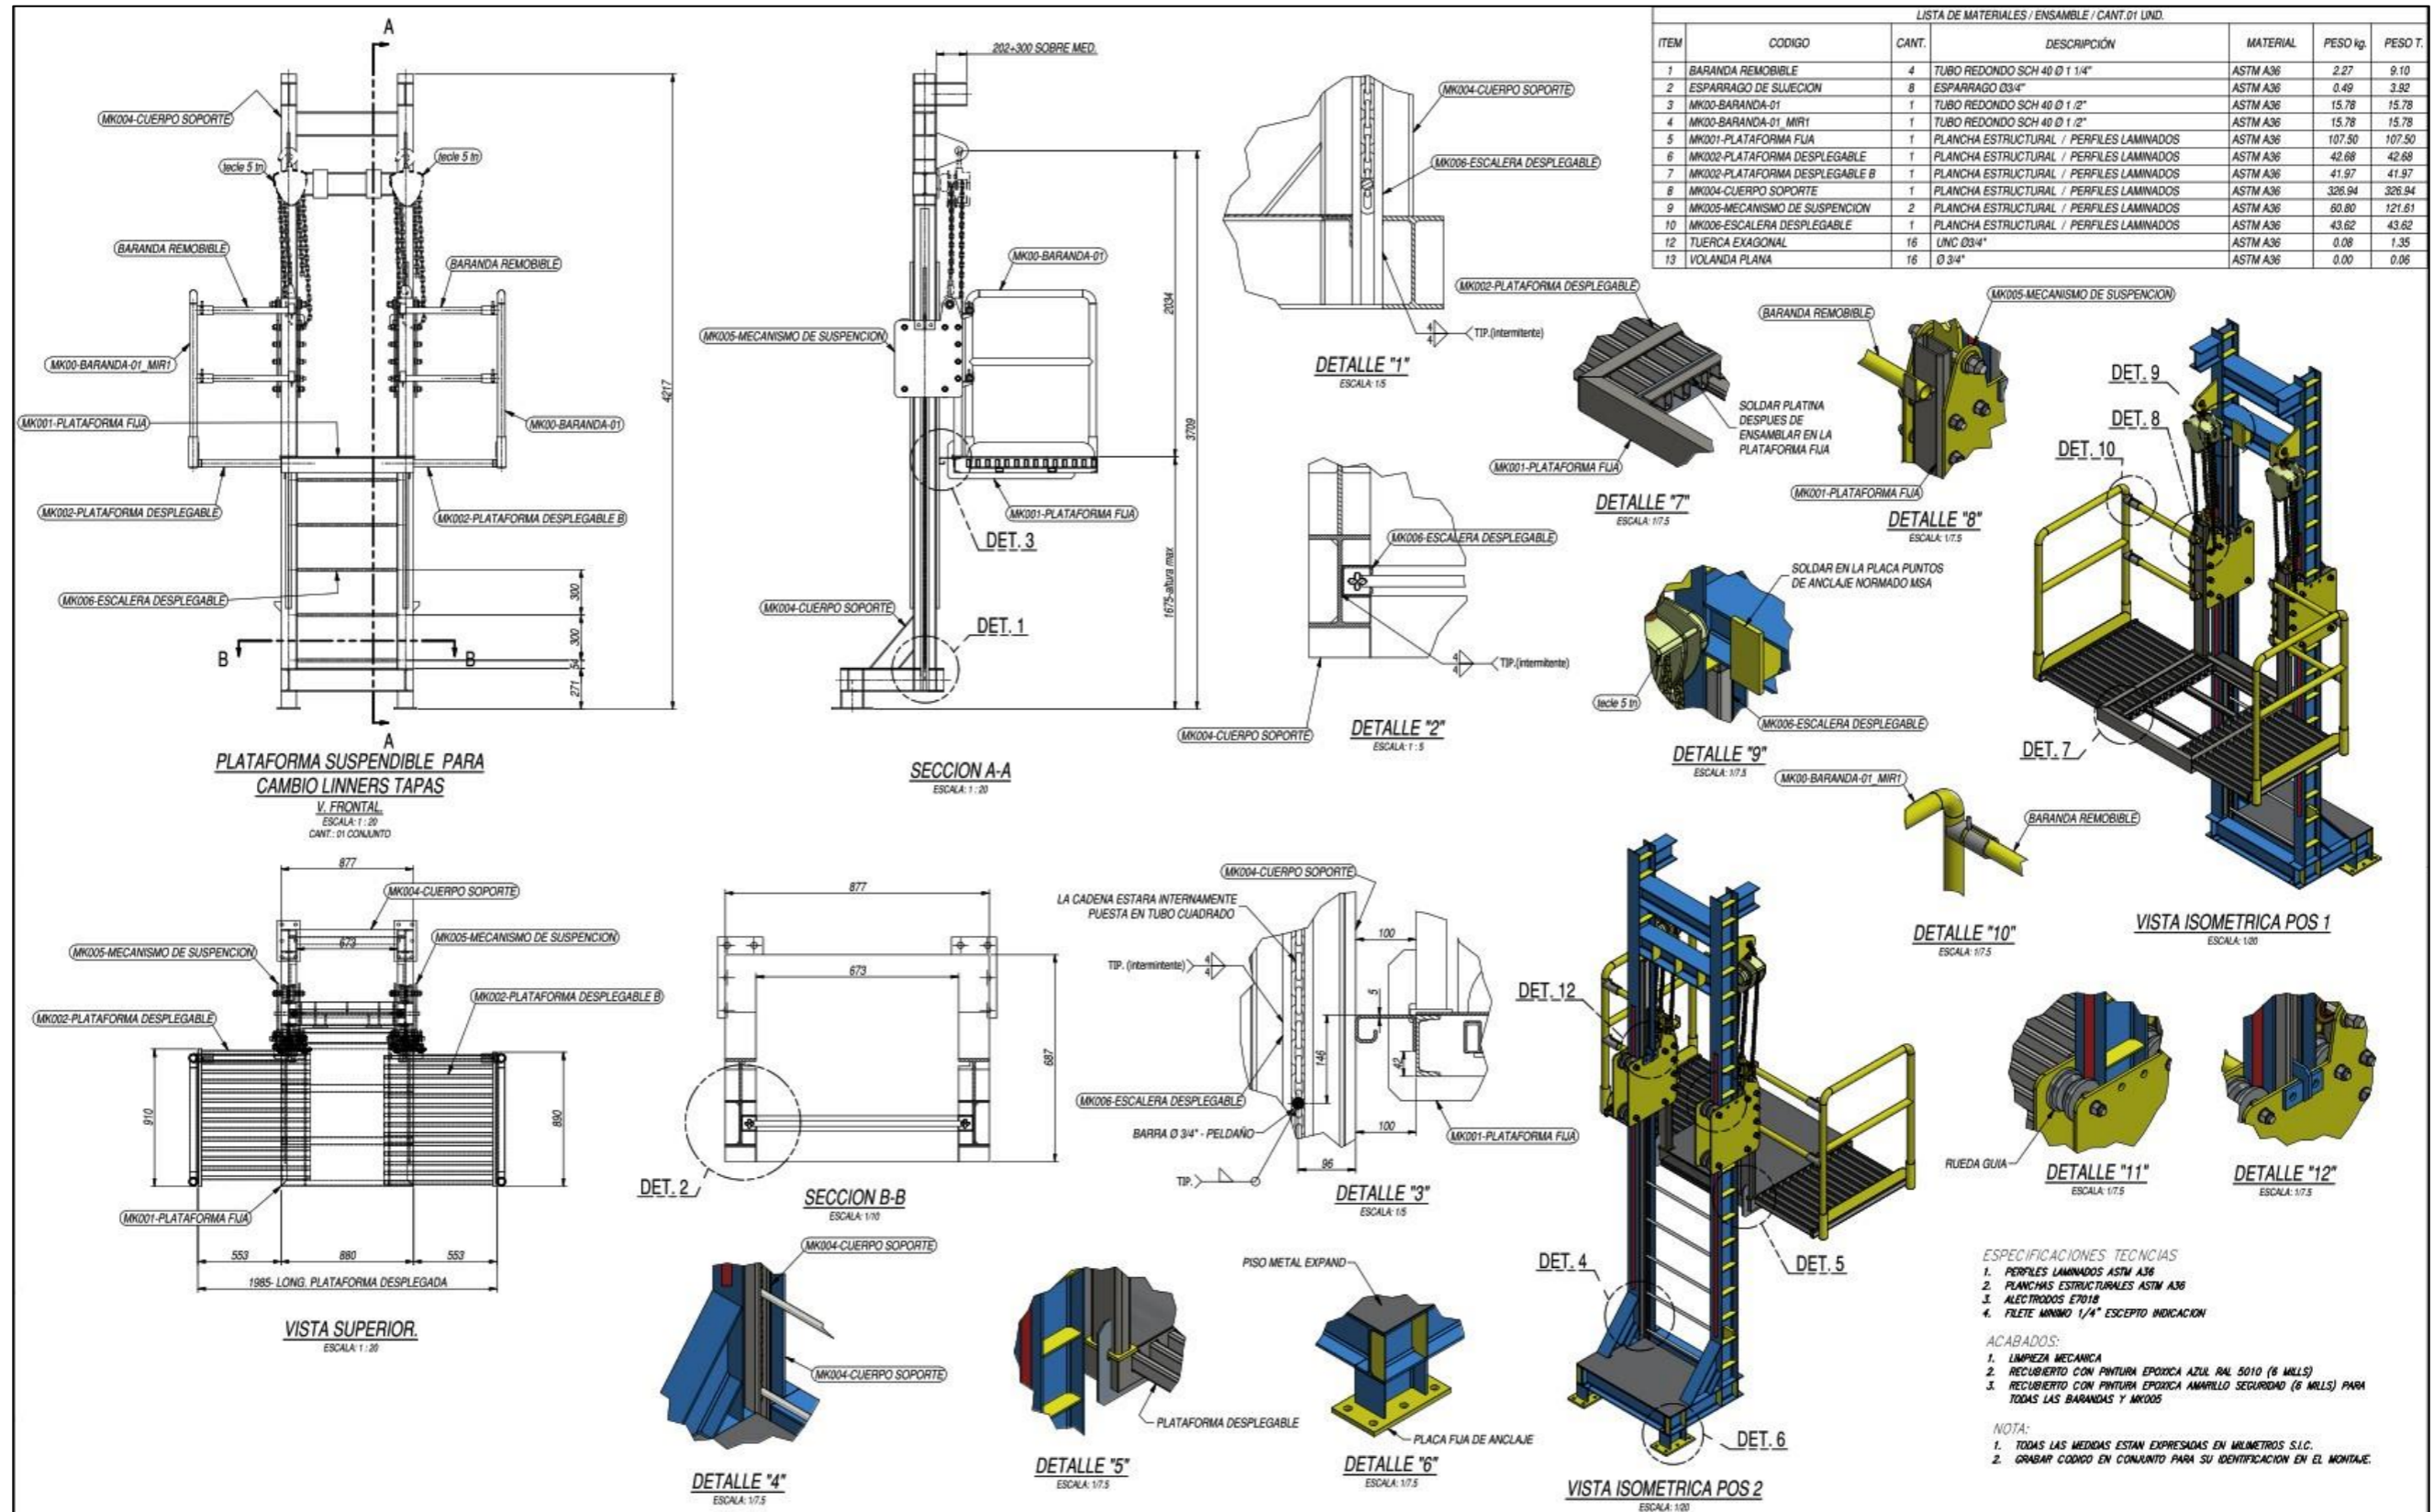 LISTA DE MATERIALES / ENSAMBLE / CANT.01 UND.
ITEM CODIGO CANT. DESCRIPCIÓN MATERIAL PESO kg. PESO T.
1 BARANDA REMOBIBLE 4 TUBO REDONDO SCH 40 Ø 1 1/4" ASTM A36 2.27 9.10
2 ESPARRAGO DE SUJECION 8 ESPARRAGO Ø3/4" ASTM A36 0.49 3.92
3 MK00-BARANDA-01 1 TUBO REDONDO SCH 40 Ø 1 /2" ASTM A36 15.78 15.78
4 MK00-BARANDA-01_MIR1 1 TUBO REDONDO SCH 40 Ø 1 /2" ASTM A36 15.78 15.78
5 MK001-PLATAFORMA FIJA 1 PLANCHA ESTRUCTURAL / PERFILES LAMINADOS ASTM A36 107.50 107.50
6 MK002-PLATAFORMA DESPLEGABLE 1 PLANCHA ESTRUCTURAL / PERFILES LAMINADOS ASTM A36 42.68 42.68
7 MK002-PLATAFORMA DESPLEGABLE B 1 PLANCHA ESTRUCTURAL / PERFILES LAMINADOS ASTM A36 41.97 41.97
8 MK004-CUERPO SOPORTE 1 PLANCHA ESTRUCTURAL / PERFILES LAMINADOS ASTM A36 326.94 326.94
9 MK005-MECANISMO DE SUSPENCION 2 PLANCHA ESTRUCTURAL / PERFILES LAMINADOS ASTM A36 60.80 121.61
10 MK006-ESCALERA DESPLEGABLE 1 PLANCHA ESTRUCTURAL / PERFILES LAMINADOS ASTM A36 43.62 43.62
12 TUERCA EXAGONAL 16 UNC Ø3/4" ASTM A36 0.08 1.35
13 VOLANDA PLANA 16 Ø 3/4" ASTM A36 0.00 0.06
A
MK004-CUERPO SOPORTE
tecle 5 tn
tecle 5 tn
BARANDA REMOBIBLE
BARANDA REMOBIBLE
MK00-BARANDA-01_MIR1
MK001-PLATAFORMA FIJA
MK00-BARANDA-01
MK002-PLATAFORMA DESPLEGABLE
MK002-PLATAFORMA DESPLEGABLE B
MK006-ESCALERA DESPLEGABLE
4217
300
300
54
271
B
B
A
PLATAFORMA SUSPENDIBLE PARA
CAMBIO LINNERS TAPAS
V. FRONTAL.
ESCALA: 1 : 20
CANT.: 01 CONJUNTO
202+300 SOBRE MED.
MK00-BARANDA-01
MK005-MECANISMO DE SUSPENCION
2034
3709
MK001-PLATAFORMA FIJA
DET. 3
1675-altura max
MK004-CUERPO SOPORTE
DET. 1
SECCION A-A
ESCALA: 1 : 20
MK004-CUERPO SOPORTE
MK006-ESCALERA DESPLEGABLE
4
4
TIP.(intermitente)
DETALLE "1"
ESCALA: 1/5
MK006-ESCALERA DESPLEGABLE
4
4
TIP.(intermitente)
MK004-CUERPO SOPORTE
DETALLE "2"
ESCALA: 1 : 5
MK002-PLATAFORMA DESPLEGABLE
SOLDAR PLATINA
DESPUES DE
ENSAMBLAR EN LA
PLATAFORMA FIJA
MK001-PLATAFORMA FIJA
DETALLE "7"
ESCALA: 1/7.5
MK005-MECANISMO DE SUSPENCION
BARANDA REMOBIBLE
MK001-PLATAFORMA FIJA
DETALLE "8"
ESCALA: 1/7.5
SOLDAR EN LA PLACA PUNTOS
DE ANCLAJE NORMADO MSA
tecle 5 tn
MK006-ESCALERA DESPLEGABLE
DETALLE "9"
ESCALA: 1/7.5
DET. 9
DET. 8
DET. 10
DET. 7
VISTA ISOMETRICA POS 1
ESCALA: 1/20
MK00-BARANDA-01_MIR1
BARANDA REMOBIBLE
DETALLE "10"
ESCALA: 1/7.5
877
MK004-CUERPO SOPORTE
673
MK005-MECANISMO DE SUSPENCION
MK005-MECANISMO DE SUSPENCION
MK002-PLATAFORMA DESPLEGABLE B
MK002-PLATAFORMA DESPLEGABLE
910
890
MK001-PLATAFORMA FIJA
553
880
553
1985- LONG. PLATAFORMA DESPLEGADA
VISTA SUPERIOR.
ESCALA: 1 : 20
877
673
687
DET. 2
SECCION B-B
ESCALA: 1/10
MK004-CUERPO SOPORTE
LA CADENA ESTARA INTERNAMENTE
PUESTA EN TUBO CUADRADO
100
TIP. (intermintente)
4
4
5
146
42
MK006-ESCALERA DESPLEGABLE
BARRA Ø 3/4" - PELDAÑO
100
MK001-PLATAFORMA FIJA
96
TIP.
DETALLE "3"
ESCALA: 1/5
MK004-CUERPO SOPORTE
MK004-CUERPO SOPORTE
DETALLE "4"
ESCALA: 1/7.5
PLATAFORMA DESPLEGABLE
DETALLE "5"
ESCALA: 1/7.5
PISO METAL EXPAND
PLACA FIJA DE ANCLAJE
DETALLE "6"
ESCALA: 1/7.5
DET. 12
DET. 5
DET. 4
DET. 6
VISTA ISOMETRICA POS 2
ESCALA: 1/20
RUEDA GUIA
DETALLE "11"
ESCALA: 1/7.5
DETALLE "12"
ESCALA: 1/7.5
ESPECIFICACIONES TECNCIAS
1. PERFILES LAMINADOS ASTM A36
2. PLANCHAS ESTRUCTURALES ASTM A36
3. ALECTRODOS E7018
4. FILETE MINIMO 1/4" ESCEPTO INDICACION
ACABADOS:
1. LIMPIEZA MECANICA
2. RECUBIERTO CON PINTURA EPOXICA AZUL RAL 5010 (6 MILLS)
3. RECUBIERTO CON PINTURA EPOXICA AMARILLO SEGURIDAD (6 MILLS) PARA
TODAS LAS BARANDAS Y MK005
NOTA:
1. TODAS LAS MEDIDAS ESTAN EXPRESADAS EN MILIMETROS S.I.C.
2. GRABAR CODICO EN CONJUNTO PARA SU IDENTIFICACION EN EL MONTAJE.